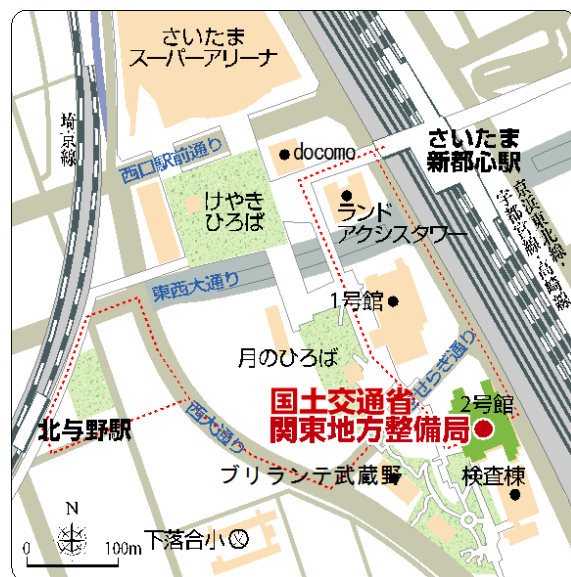 さいたま
スーパーアリーナ
埼京線
西口駅前通り
docomo
さいたま
新都心駅
けやき
ひろば
ランド
アクシスタワー
京浜東北線・
宇都宮線・高崎線
東西大通り
1号館
月のひろば
せせらぎ通り
国土交通省
関東地方整備局
2号館
北与野駅
西大通り
ブリランテ武蔵野
検査棟
N
0 100m
下落合小
文